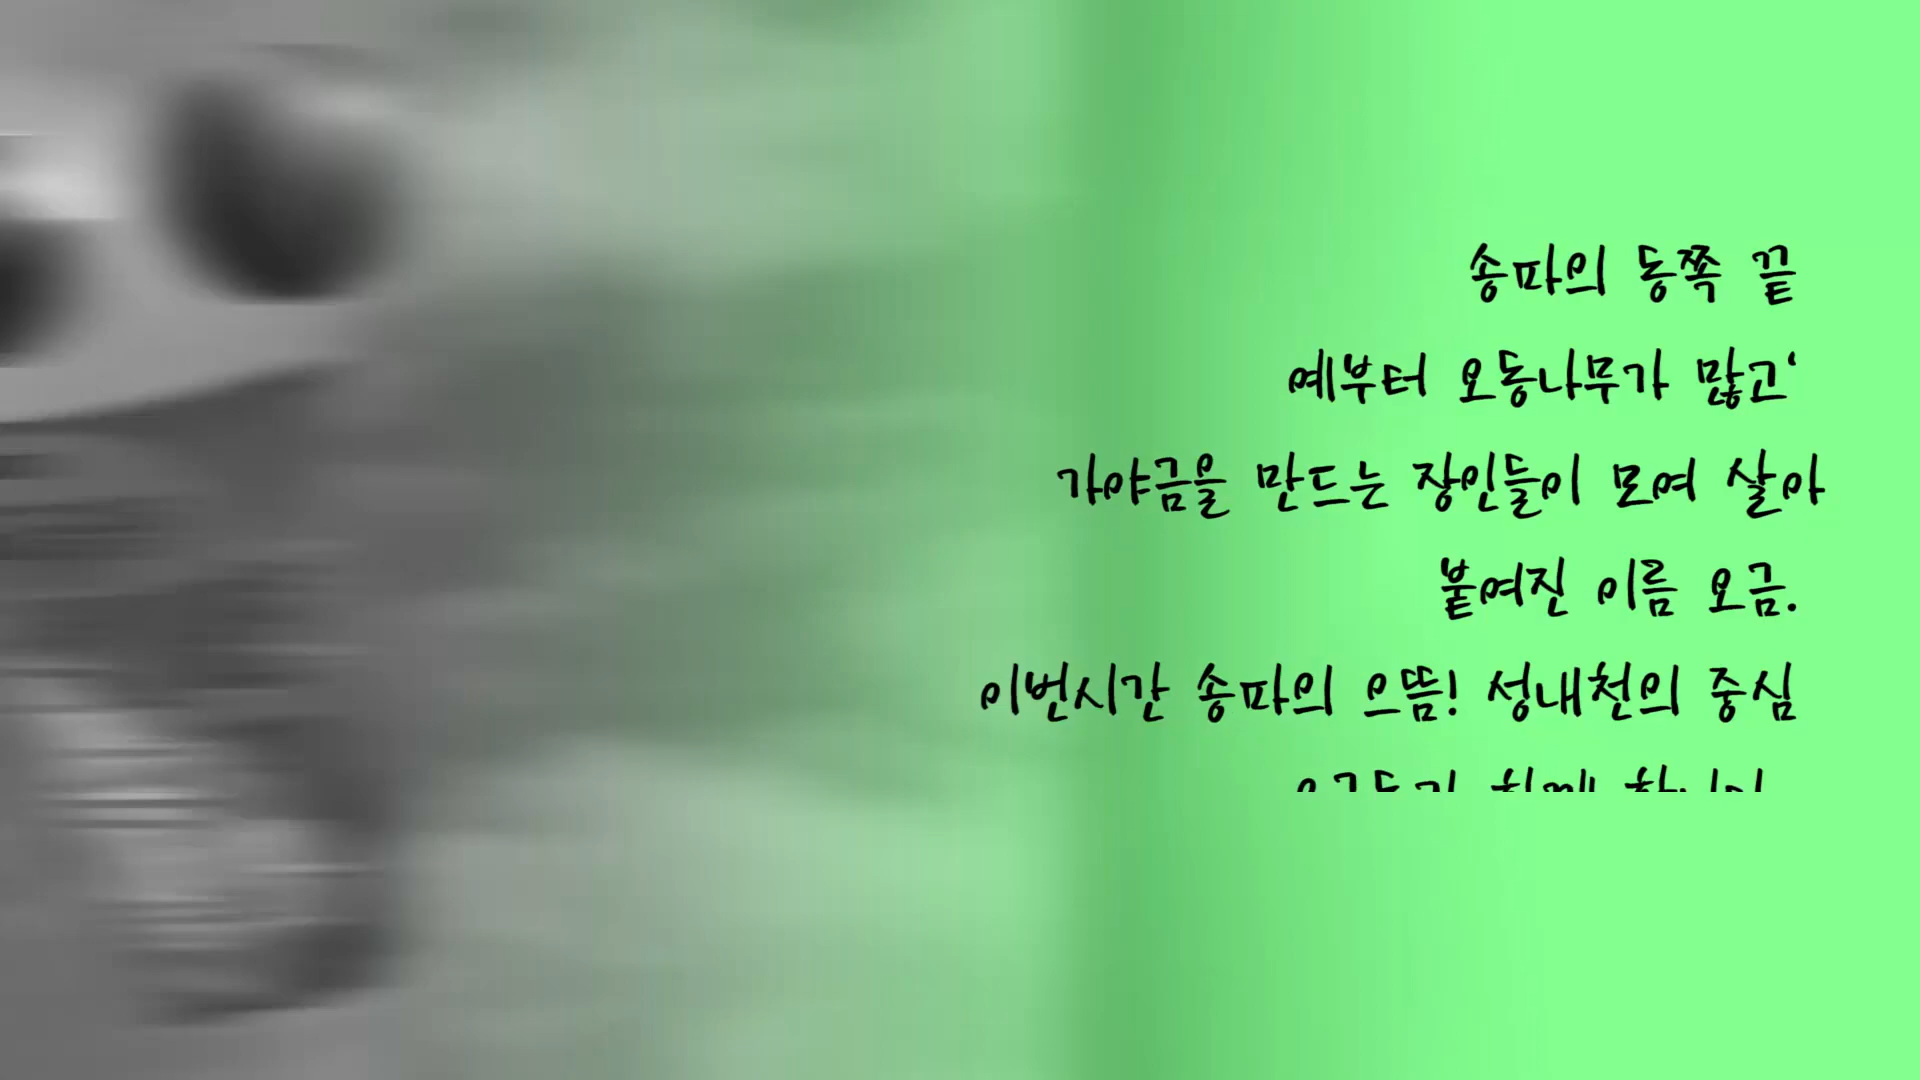 송파의 동쪽 끝
예부터 오동나무가 많고‘
가야금을 만드는 장인들이 모여 살아
붙여진 이름 오금.
이번시간 송파의 으뜸! 성내천의 중심